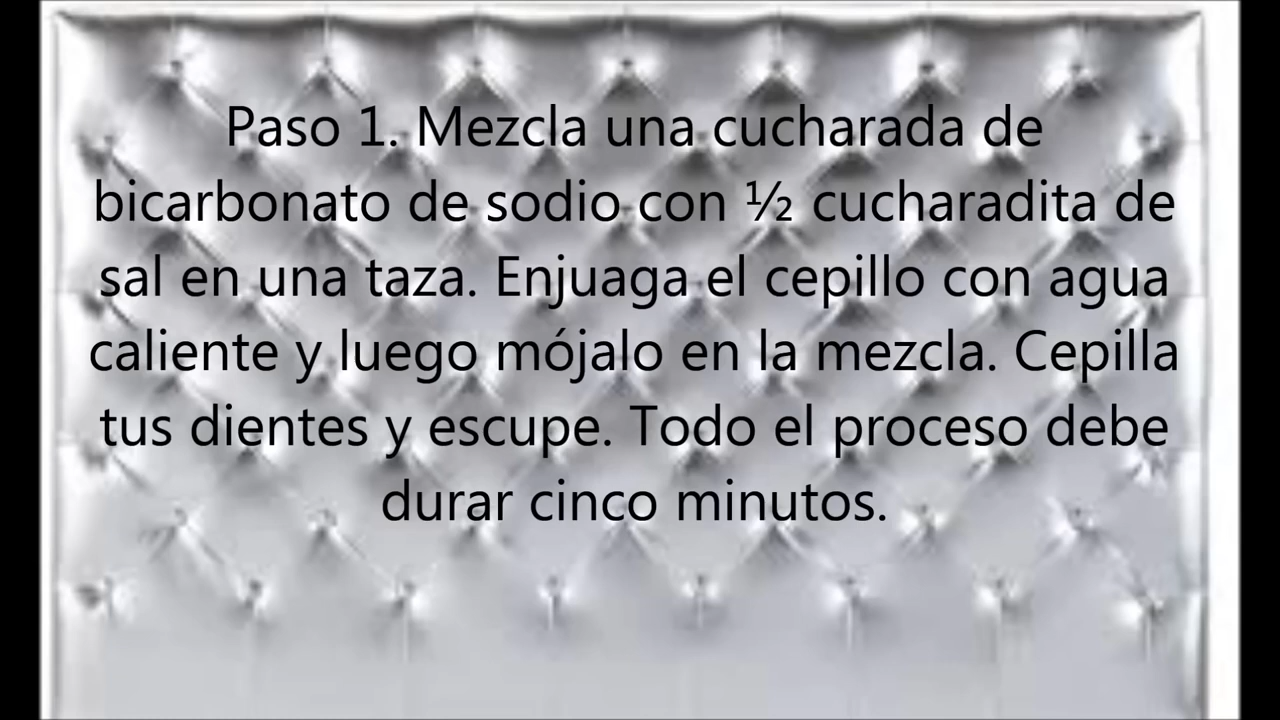 Paso 1. Mezcla una cucharada de
bicarbonato de sodio con ½ cucharadita de
sal en una taza. Enjuaga el cepillo con agua
caliente y luego mójalo en la mezcla. Cepilla
tus dientes y escupe. Todo el proceso debe
durar cinco minutos.